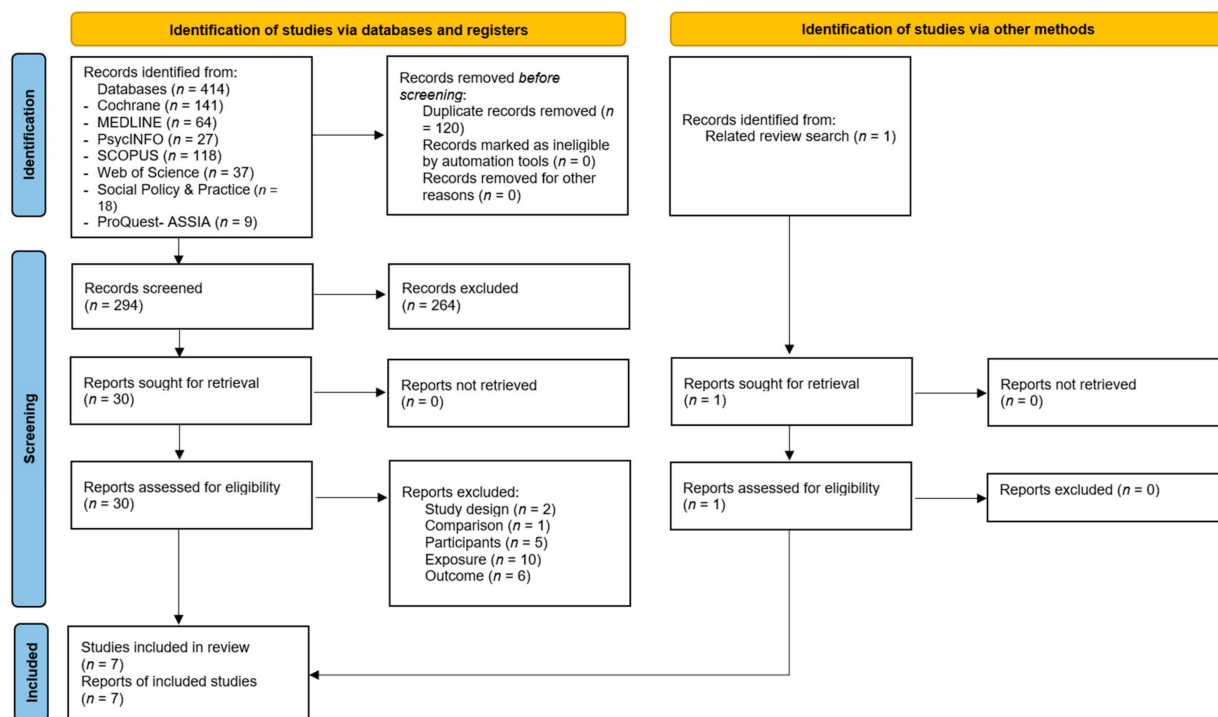 Identification of studies via databases and registers
Identification of studies via other methods
Identification
Records identified from:
Databases (n = 414)
- Cochrane (n = 141)
- MEDLINE (n = 64)
- PsycINFO (n = 27)
- SCOPUS (n = 118)
- Web of Science (n = 37)
- Social Policy & Practice (n =
18)
- ProQuest- ASSIA (n = 9)
Records removed before
screening:
Duplicate records removed (n
= 120)
Records marked as ineligible
by automation tools (n = 0)
Records removed for other
reasons (n = 0)
Records identified from:
Related review search (n = 1)
Screening
Records screened
(n = 294)
Records excluded
(n = 264)
Reports sought for retrieval
(n = 30)
Reports not retrieved
(n = 0)
Reports sought for retrieval
(n = 1)
Reports not retrieved
(n = 0)
Reports assessed for eligibility
(n = 30)
Reports excluded:
Study design (n = 2)
Comparison (n = 1)
Participants (n = 5)
Exposure (n = 10)
Outcome (n = 6)
Reports assessed for eligibility
(n = 1)
Reports excluded (n = 0)
Included
Studies included in review
(n = 7)
Reports of included studies
(n = 7)